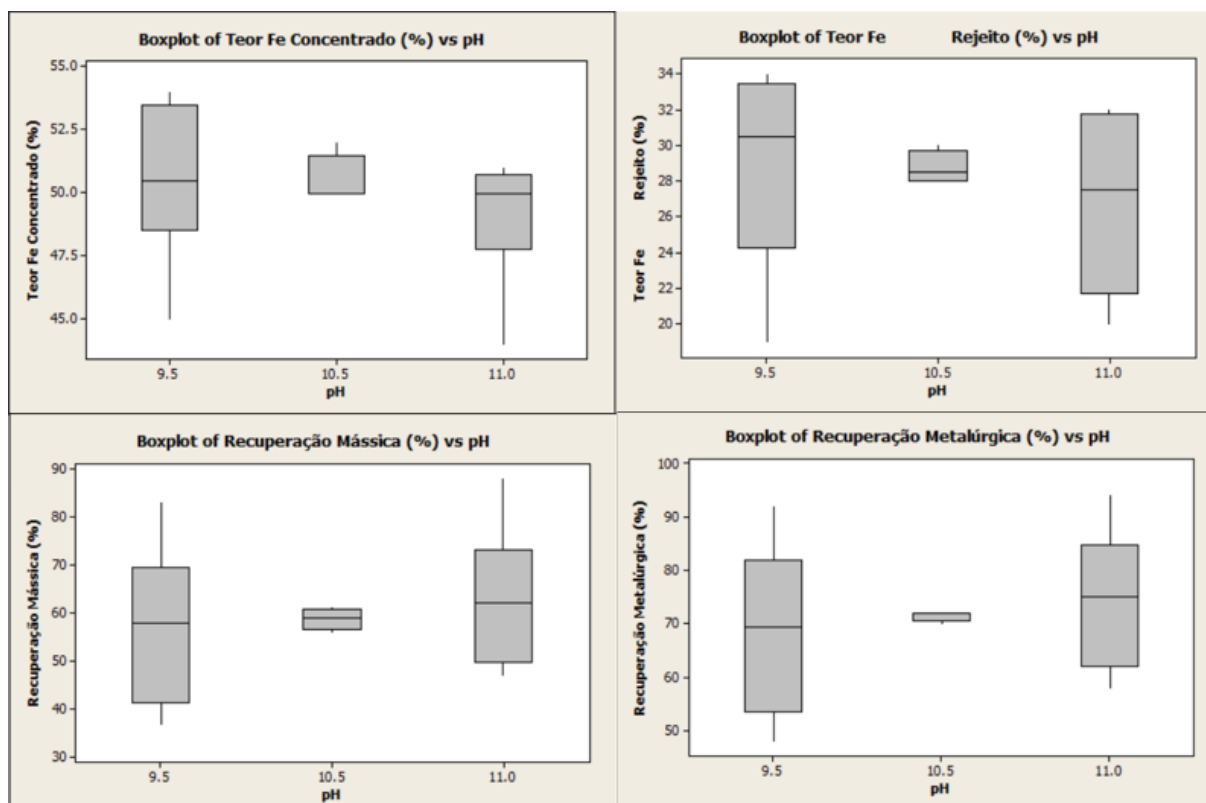 Boxplot of Teor Fe Concentrado (%) vs pH
Teor Fe Concentrado (%)
55.0
52.5
50.0
47.5
45.0
9.5 10.5 11.0
pH
Boxplot of Teor Fe Rejeito (%) vs pH
Teor Fe Rejeito (%)
34
32
30
28
26
24
22
20
9.5 10.5 11.0
pH
Boxplot of Recuperação Mássica (%) vs pH
Recuperação Mássica (%)
90
80
70
60
50
40
30
9.5 10.5 11.0
pH
Boxplot of Recuperação Metalúrgica (%) vs pH
Recuperação Metalúrgica (%)
100
90
80
70
60
50
9.5 10.5 11.0
pH